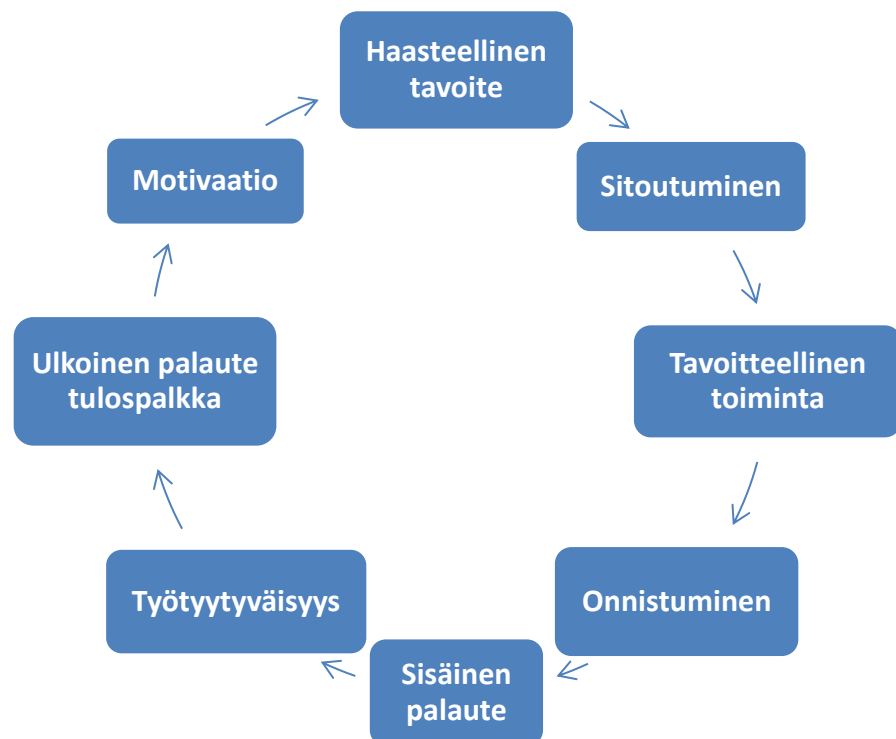 Haasteellinen
tavoite
Sitoutuminen
Tavoitteellinen
toiminta
Onnistuminen
Sisäinen
palaute
Työtyytyväisyys
Ulkoinen palaute
tulospalkka
Motivaatio